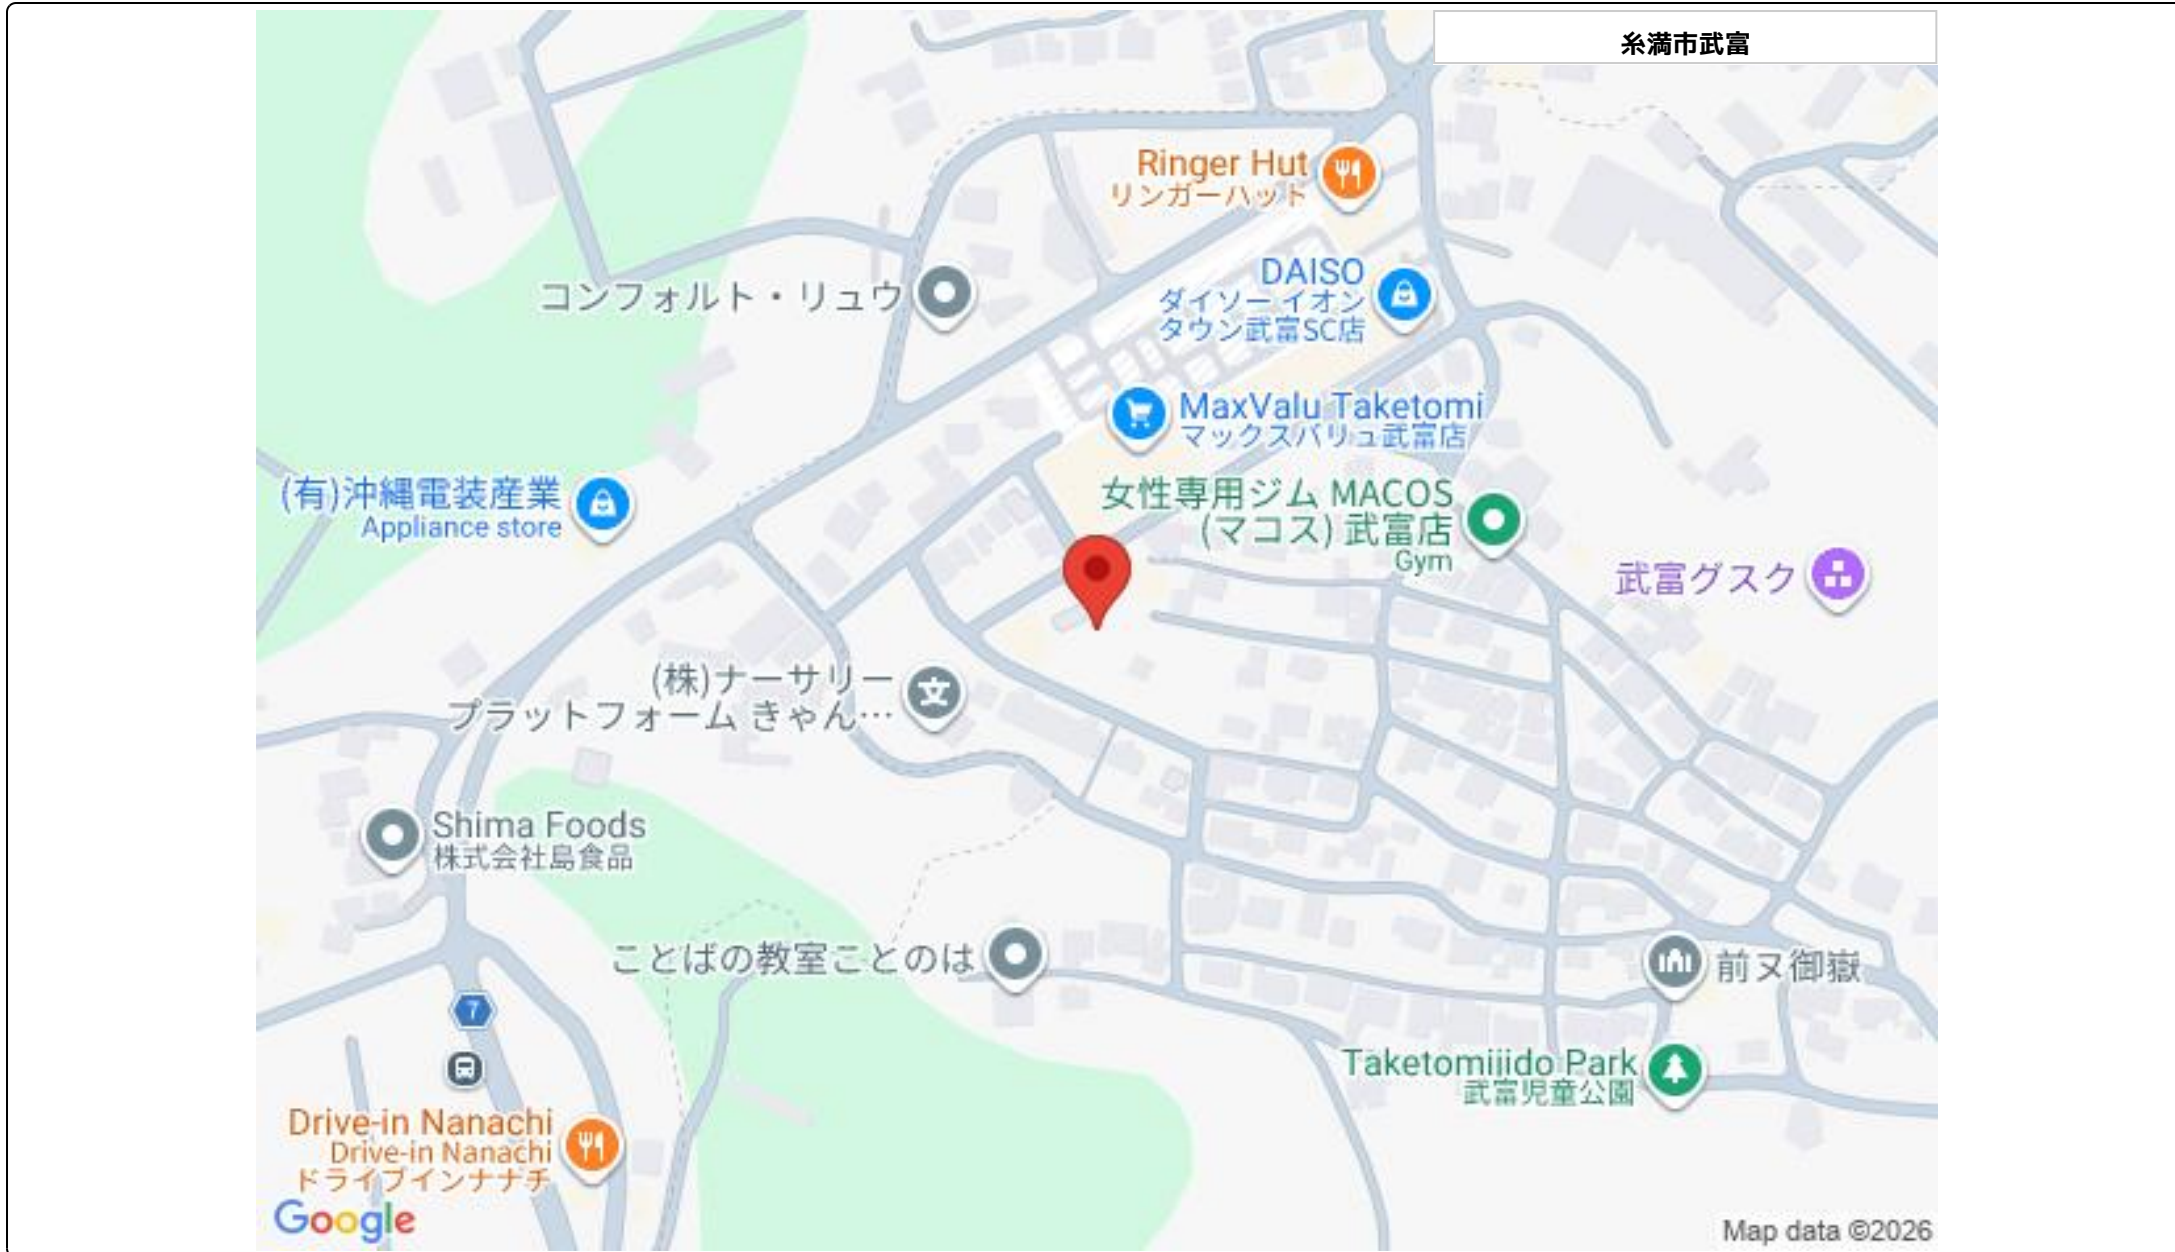 糸満市武富
Ringer Hut
リンガーハット
DAISO
ダイソー イオン
タウン武富SC店
コンフォルト・リュウ
MaxValu Taketomi
マックスバリュ武富店
(有)沖縄電装産業
Appliance store
女性専用ジム MACOS
(マコス) 武富店
Gym
武富グスク
(株)ナーサリー
プラットフォーム きゃん…
Shima Foods
株式会社島食品
ことばの教室ことのは
前ヌ御嶽
7
Taketomijido Park
武富児童公園
Drive-in Nanachi
Drive-in Nanachi
ドライブインナナチ
Google
Map data ©2026